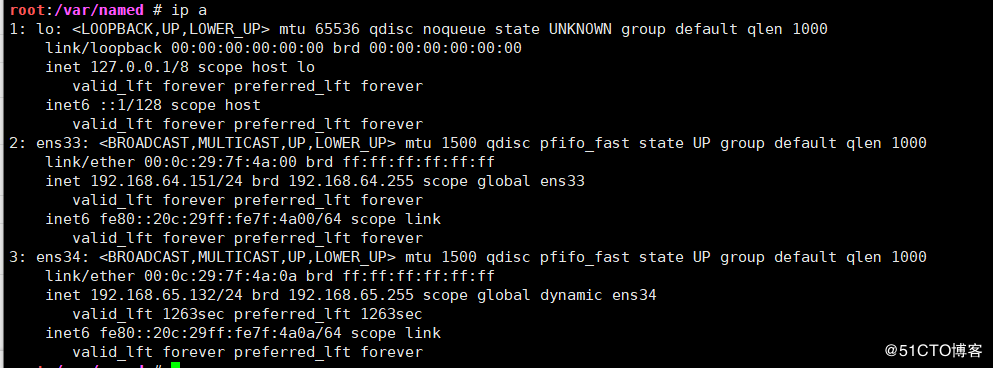 root:/var/named # ip a
1: lo: <LOOPBACK,UP,LOWER_UP> mtu 65536 qdisc noqueue state UNKNOWN group default qlen 1000
    link/loopback 00:00:00:00:00:00 brd 00:00:00:00:00:00
    inet 127.0.0.1/8 scope host lo
       valid_lft forever preferred_lft forever
    inet6 ::1/128 scope host
       valid_lft forever preferred_lft forever
2: ens33: <BROADCAST,MULTICAST,UP,LOWER_UP> mtu 1500 qdisc pfifo_fast state UP group default qlen 1000
    link/ether 00:0c:29:7f:4a:00 brd ff:ff:ff:ff:ff:ff
    inet 192.168.64.151/24 brd 192.168.64.255 scope global ens33
       valid_lft forever preferred_lft forever
    inet6 fe80::20c:29ff:fe7f:4a00/64 scope link
       valid_lft forever preferred_lft forever
3: ens34: <BROADCAST,MULTICAST,UP,LOWER_UP> mtu 1500 qdisc pfifo_fast state UP group default qlen 1000
    link/ether 00:0c:29:7f:4a:0a brd ff:ff:ff:ff:ff:ff
    inet 192.168.65.132/24 brd 192.168.65.255 scope global dynamic ens34
       valid_lft 1263sec preferred_lft 1263sec
    inet6 fe80::20c:29ff:fe7f:4a0a/64 scope link
       valid_lft forever preferred_lft forever
@51CTO博客